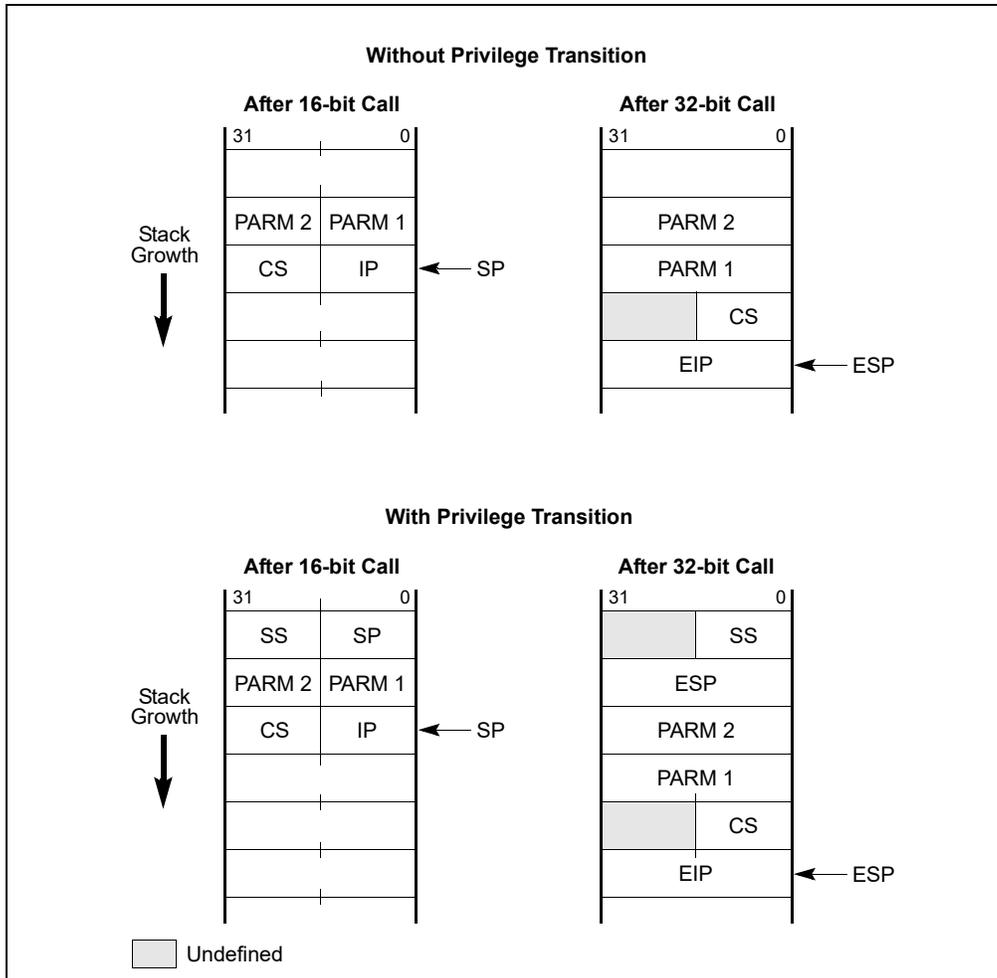 Without Privilege Transition
After 16-bit Call
After 32-bit Call
31 0
31 0
PARM 2 PARM 1
PARM 2
Stack
Growth
CS IP
SP
PARM 1
CS
EIP
ESP
With Privilege Transition
After 16-bit Call
After 32-bit Call
31 0
31 0
SS SP
SS
PARM 2 PARM 1
ESP
Stack
Growth
CS IP
SP
PARM 2
PARM 1
CS
EIP
ESP
Undefined